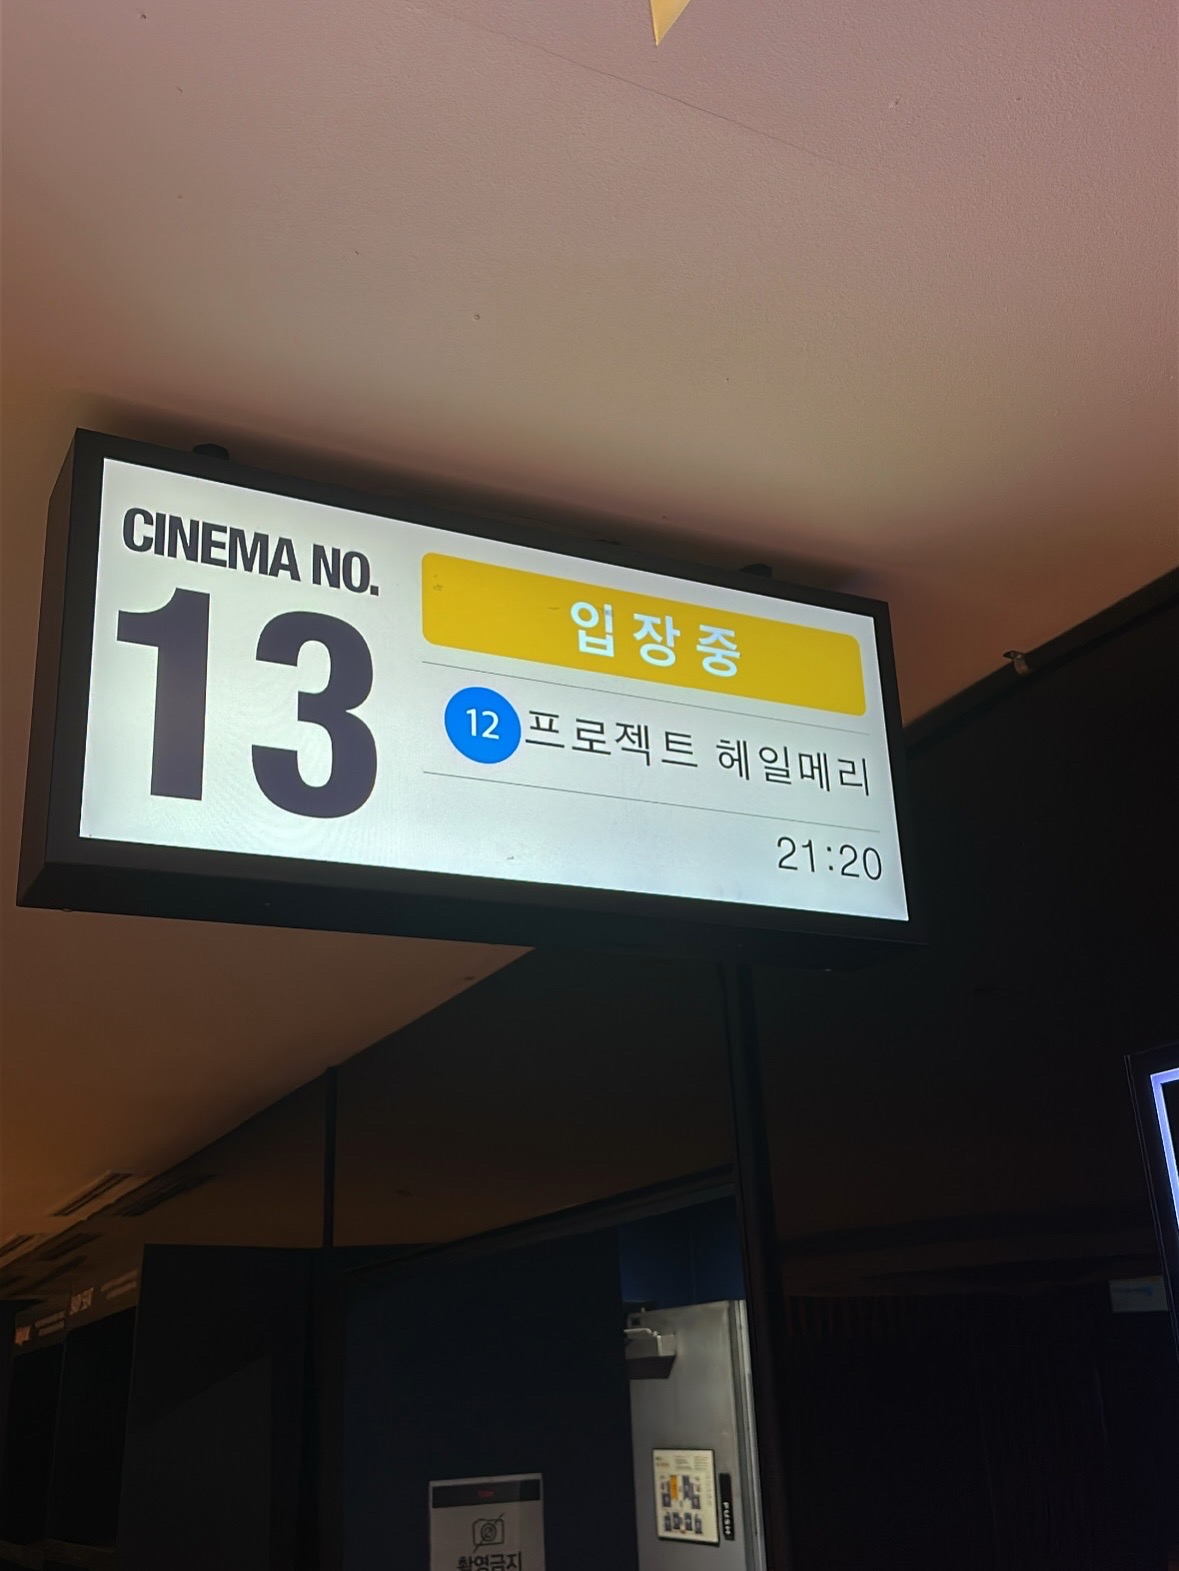 CINEMA NO.
13
입장중
12 프로젝트 헤일메리
21:20
촬영금지
PUSH